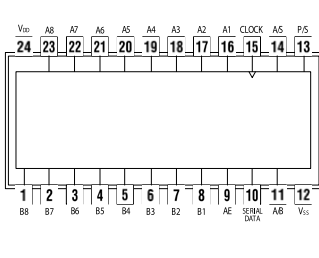 VDD A8 A7 A6 A5 A4 A3 A2 A1 CLOCK A/S P/S
24 23 22 21 20 19 18 17 16 15 14 13
1 2 3 4 5 6 7 8 9 10 11 12
B8 B7 B6 B5 B4 B3 B2 B1 AE SERIAL DATA A/B VSS